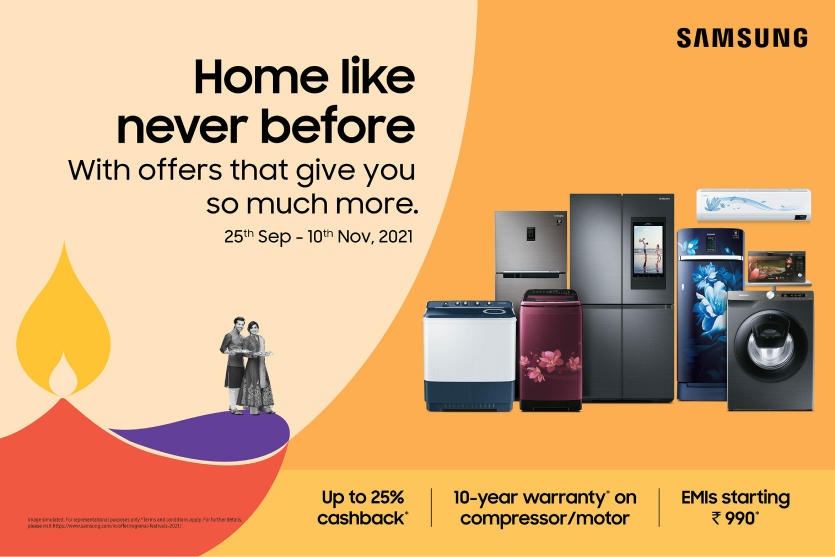 SAMSUNG
Home like
never before
With offers that give you
so much more.
25th Sep - 10th Nov, 2021
Up to 25%
cashback*
10-year warranty* on
compressor/motor
EMIs starting
₹ 990*
Image simulated. For representational purposes only. *Terms and conditions apply. For further details,
please visit https://www.samsung.com/in/offer/regional-festivals-2021/